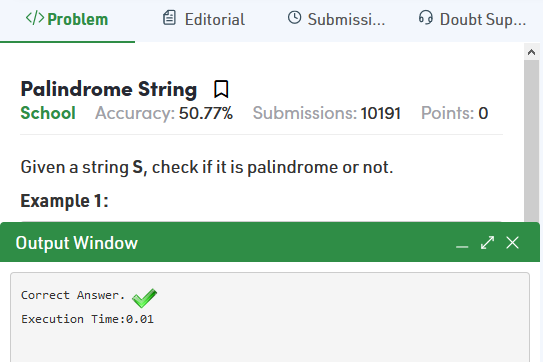 </>Problem Editorial Submissi... Doubt Sup...
Palindrome String
School Accuracy: 50.77% Submissions: 10191 Points: 0
Given a string S, check if it is palindrome or not.
Example 1:
Output Window
Correct Answer.
Execution Time:0.01